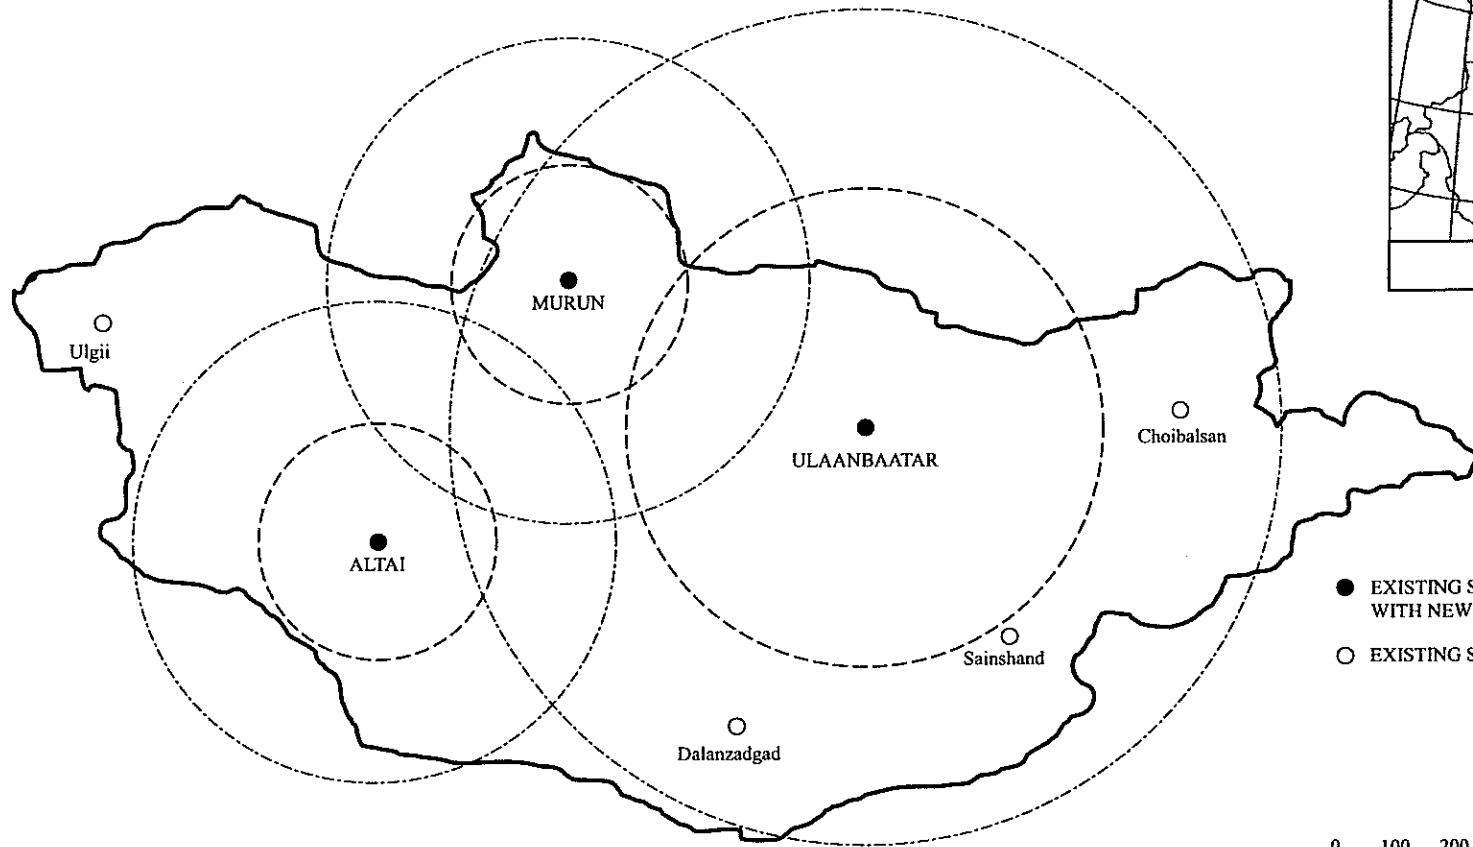 MURUN
Ulgii
Choibalsan
ULAANBAATAR
ALTAI
EXISTING S
WITH NEW
Sainshand
EXISTING S
Dalanzadgad
0 100 200